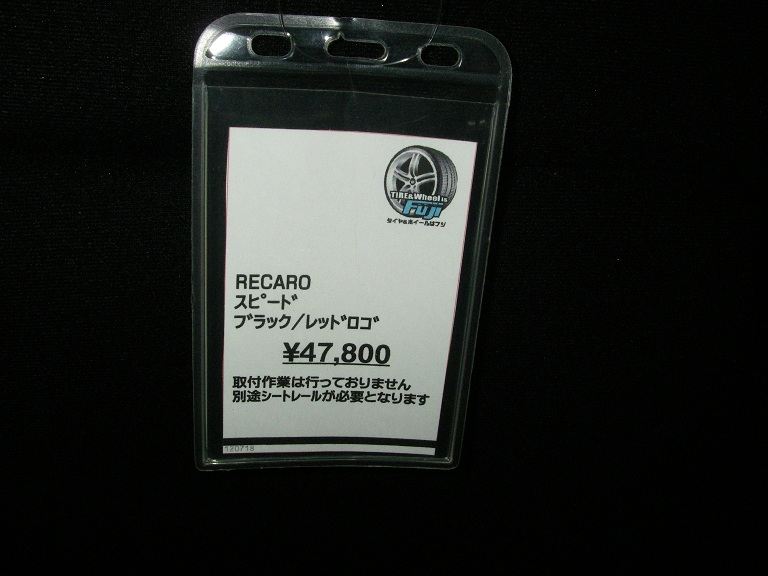 TIRE&Wheel is
FUJI
タイヤ&ホイールはフジ
RECARO
スピード
ブラック/レッドロゴ
¥47,800
取付作業は行っておりません
別途シートレールが必要となります
120718